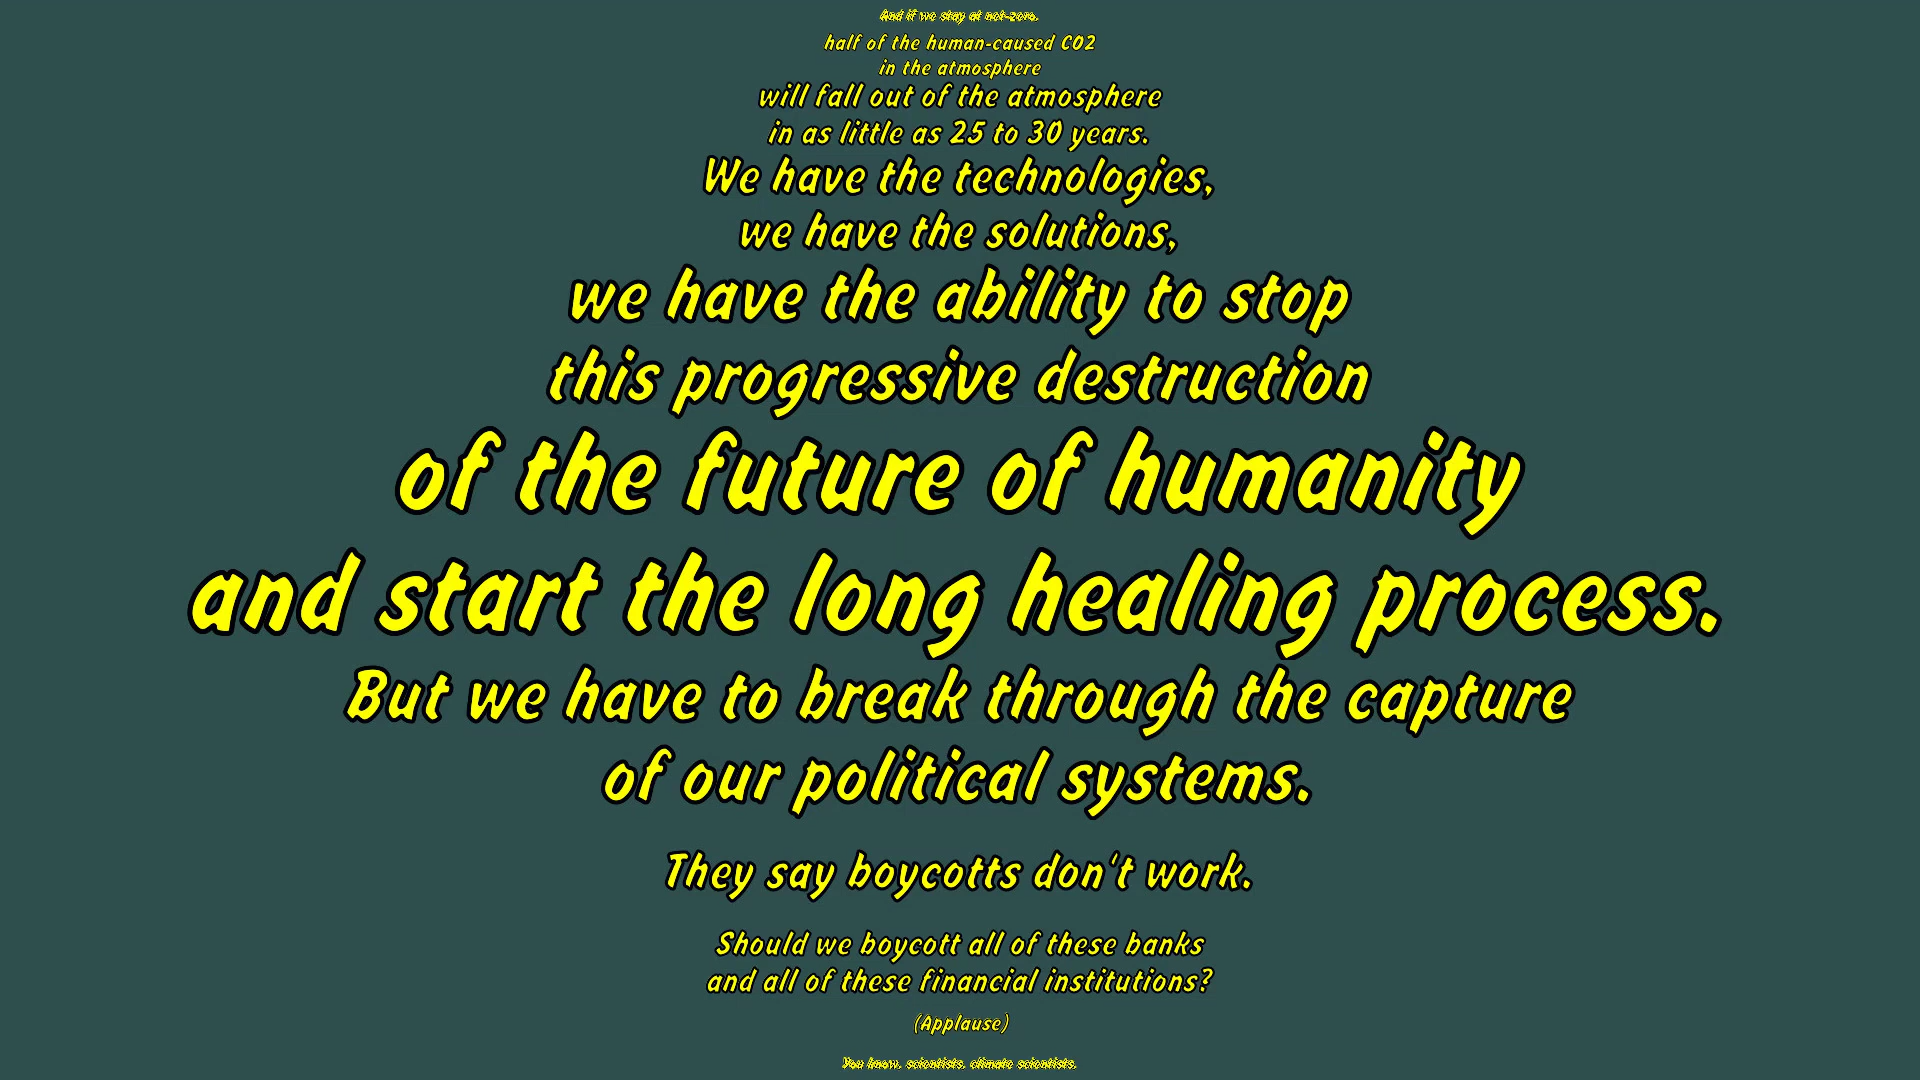 And if we stay at net-zero,
half of the human-caused CO2
in the atmosphere
will fall out of the atmosphere
in as little as 25 to 30 years.
We have the technologies,
we have the solutions,
we have the ability to stop
this progressive destruction
of the future of humanity
and start the long healing process.
But we have to break through the capture
of our political systems.
They say boycotts don't work.
Should we boycott all of these banks
and all of these financial institutions?
(Applause)
You know, scientists, climate scientists,